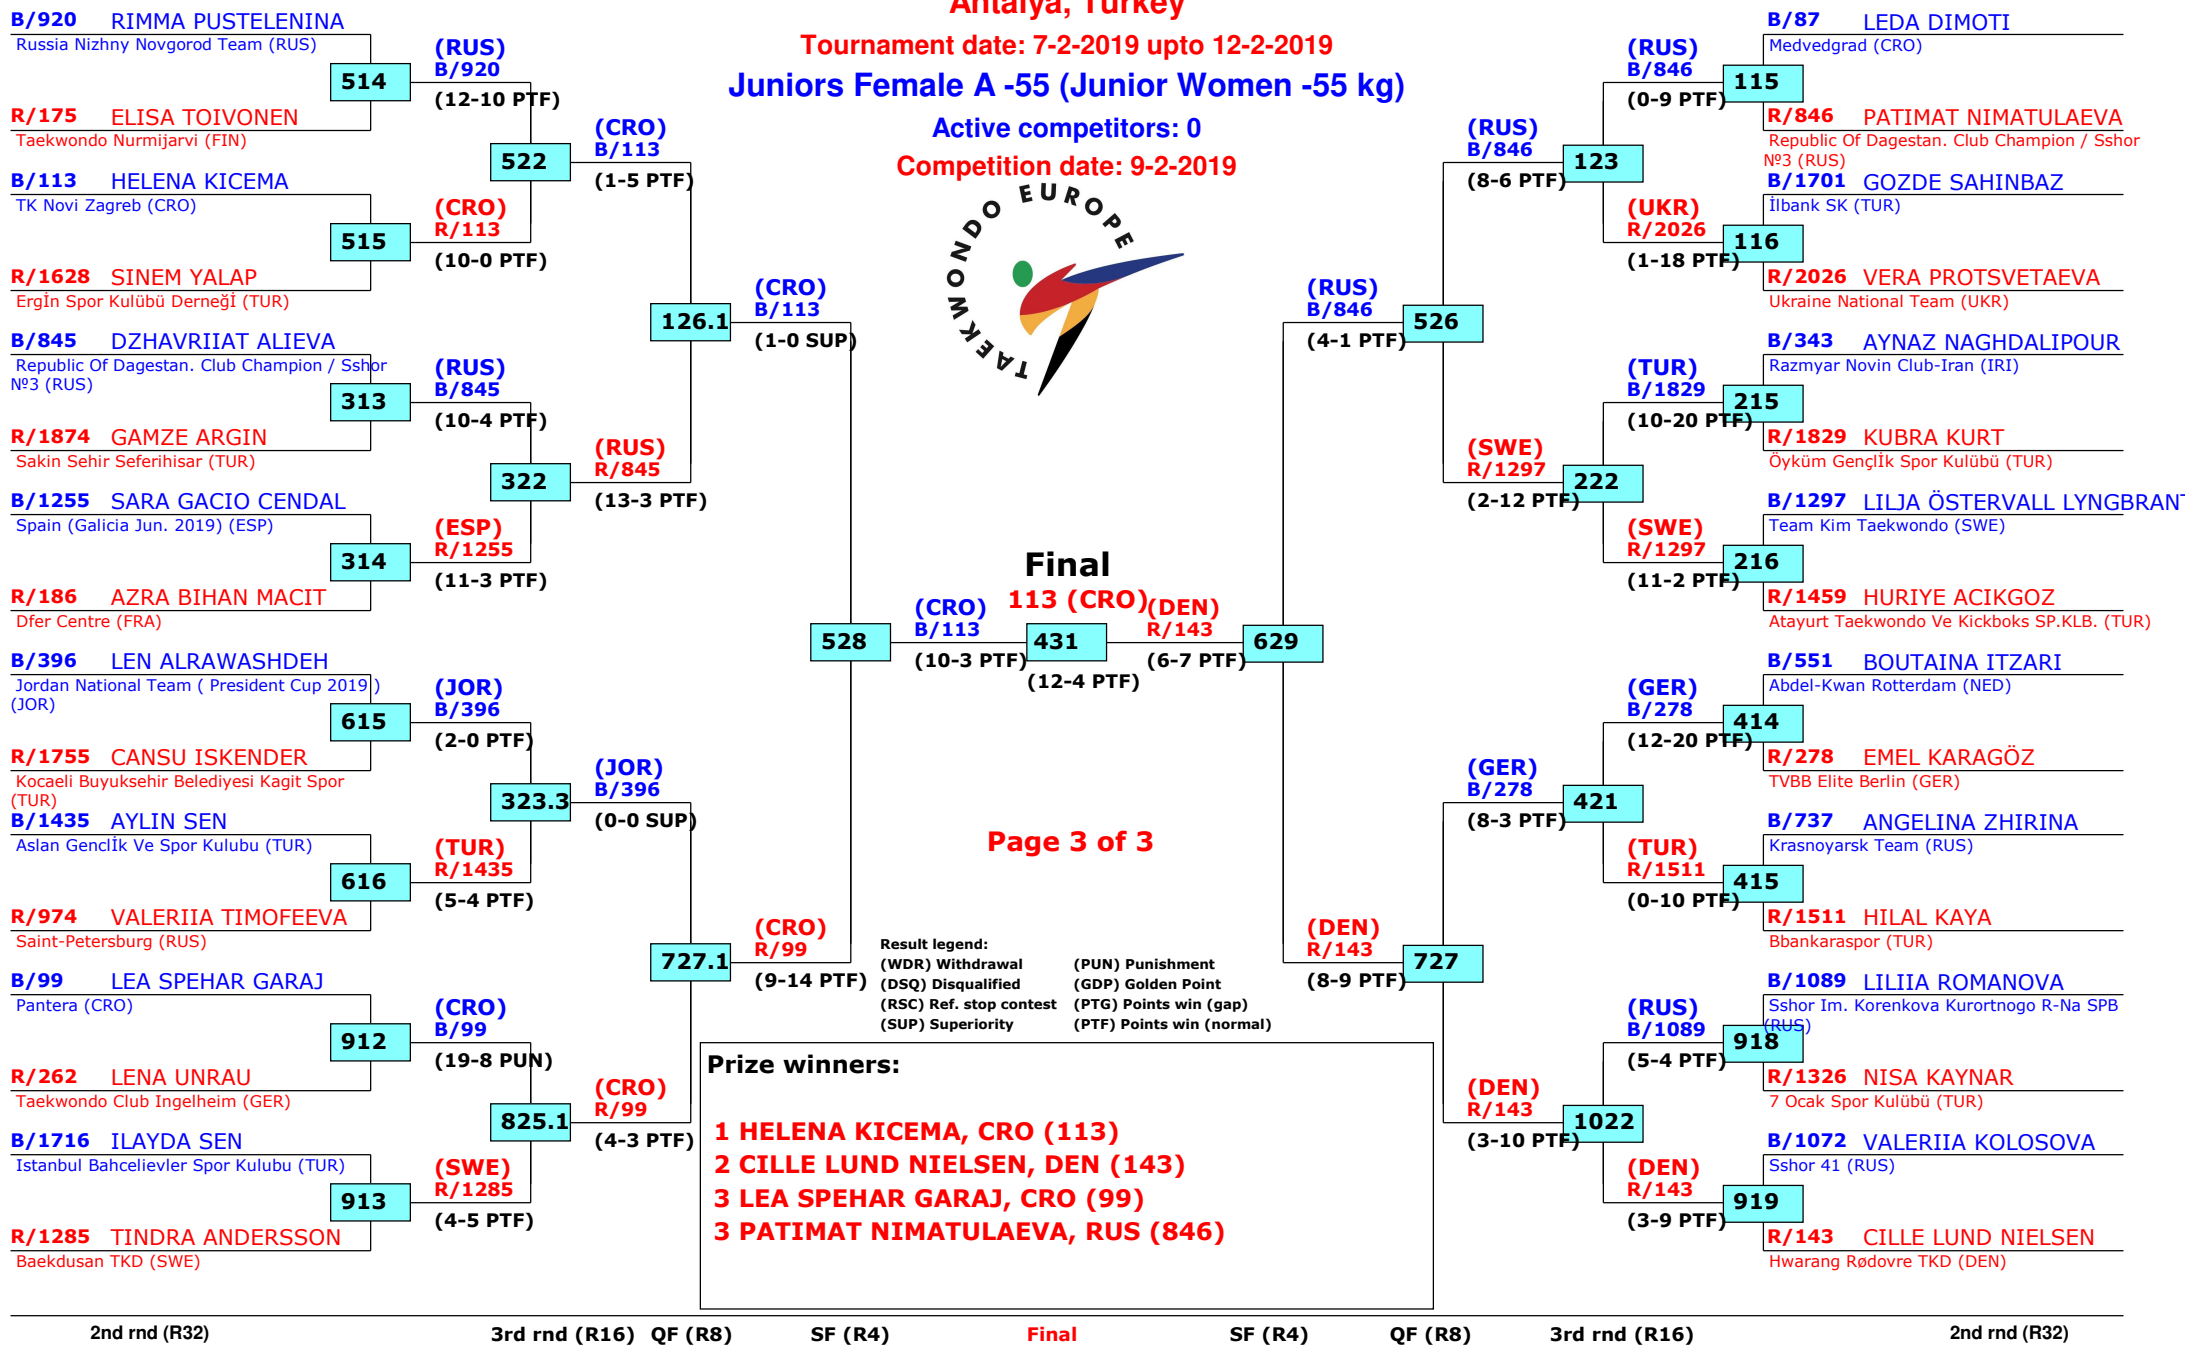 Antalya, Turkey
Tournament date: 7-2-2019 upto 12-2-2019
Juniors Female A -55 (Junior Women -55 kg)
Active competitors: 0
Competition date: 9-2-2019
TAEKWONDO EUROPE
B/920 RIMMA PUSTELENINA
Russia Nizhny Novgorod Team (RUS)
514
R/175 ELISA TOIVONEN
Taekwondo Nurmijarvi (FIN)
B/113 HELENA KICEMA
TK Novi Zagreb (CRO)
515
R/1628 SINEM YALAP
Ergİn Spor Kulübü Derneğİ (TUR)
B/845 DZHAVRIIAT ALIEVA
Republic Of Dagestan. Club Champion / Sshor
№3 (RUS)
313
R/1874 GAMZE ARGIN
Sakin Sehir Seferihisar (TUR)
B/1255 SARA GACIO CENDAL
Spain (Galicia Jun. 2019) (ESP)
314
R/186 AZRA BIHAN MACIT
Dfer Centre (FRA)
B/396 LEN ALRAWASHDEH
Jordan National Team ( President Cup 2019 )
(JOR)
615
R/1755 CANSU ISKENDER
Kocaeli Buyuksehir Belediyesi Kagit Spor
(TUR)
B/1435 AYLIN SEN
Aslan Genclİk Ve Spor Kulubu (TUR)
616
R/974 VALERIIA TIMOFEEVA
Saint-Petersburg (RUS)
B/99 LEA SPEHAR GARAJ
Pantera (CRO)
912
R/262 LENA UNRAU
Taekwondo Club Ingelheim (GER)
B/1716 ILAYDA SEN
Istanbul Bahcelievler Spor Kulubu (TUR)
913
R/1285 TINDRA ANDERSSON
Baekdusan TKD (SWE)
(RUS)
B/920
(12-10 PTF)
522
(CRO)
R/113
(10-0 PTF)
(RUS)
B/845
(10-4 PTF)
322
(ESP)
R/1255
(11-3 PTF)
(JOR)
B/396
(2-0 PTF)
323.3
(TUR)
R/1435
(5-4 PTF)
(CRO)
B/99
(19-8 PUN)
825.1
(SWE)
R/1285
(4-5 PTF)
(CRO)
B/113
(1-5 PTF)
126.1
(RUS)
R/845
(13-3 PTF)
(JOR)
B/396
(0-0 SUP)
727.1
(CRO)
R/99
(4-3 PTF)
(CRO)
B/113
(1-0 SUP)
528
(CRO)
R/99
(9-14 PTF)
(CRO)
B/113
(10-3 PTF)
Final
113 (CRO)
431
(12-4 PTF)
(DEN)
R/143
(6-7 PTF)
629
Page 3 of 3
(RUS)
B/846
(4-1 PTF)
526
(DEN)
R/143
(8-9 PTF)
727
(RUS)
B/846
(8-6 PTF)
123
(SWE)
R/1297
(2-12 PTF)
222
(GER)
B/278
(8-3 PTF)
421
(DEN)
R/143
(3-10 PTF)
1022
(RUS)
B/846
(0-9 PTF)
(UKR)
R/2026
(1-18 PTF)
(TUR)
B/1829
(10-20 PTF)
(SWE)
R/1297
(11-2 PTF)
(GER)
B/278
(12-20 PTF)
(TUR)
R/1511
(0-10 PTF)
(RUS)
B/1089
(5-4 PTF)
(DEN)
R/143
(3-9 PTF)
B/87 LEDA DIMOTI
Medvedgrad (CRO)
115
R/846 PATIMAT NIMATULAEVA
Republic Of Dagestan. Club Champion / Sshor
№3 (RUS)
B/1701 GOZDE SAHINBAZ
İlbank SK (TUR)
116
R/2026 VERA PROTSVETAEVA
Ukraine National Team (UKR)
B/343 AYNAZ NAGHDALIPOUR
Razmyar Novin Club-Iran (IRI)
215
R/1829 KUBRA KURT
Öyküm Gençlİk Spor Kulübü (TUR)
B/1297 LILJA ÖSTERVALL LYNGBRANT
Team Kim Taekwondo (SWE)
216
R/1459 HURIYE ACIKGOZ
Atayurt Taekwondo Ve Kickboks SP.KLB. (TUR)
B/551 BOUTAINA ITZARI
Abdel-Kwan Rotterdam (NED)
414
R/278 EMEL KARAGÖZ
TVBB Elite Berlin (GER)
B/737 ANGELINA ZHIRINA
Krasnoyarsk Team (RUS)
415
R/1511 HILAL KAYA
Bbankaraspor (TUR)
B/1089 LILIIA ROMANOVA
Sshor Im. Korenkova Kurortnogo R-Na SPB
(RUS)
918
R/1326 NISA KAYNAR
7 Ocak Spor Kulübü (TUR)
B/1072 VALERIIA KOLOSOVA
Sshor 41 (RUS)
919
R/143 CILLE LUND NIELSEN
Hwarang Rødovre TKD (DEN)
Result legend:
(WDR) Withdrawal (PUN) Punishment
(DSQ) Disqualified (GDP) Golden Point
(RSC) Ref. stop contest (PTG) Points win (gap)
(SUP) Superiority (PTF) Points win (normal)
Prize winners:
1 HELENA KICEMA, CRO (113)
2 CILLE LUND NIELSEN, DEN (143)
3 LEA SPEHAR GARAJ, CRO (99)
3 PATIMAT NIMATULAEVA, RUS (846)
2nd rnd (R32) 3rd rnd (R16) QF (R8) SF (R4) Final SF (R4) QF (R8) 3rd rnd (R16) 2nd rnd (R32)